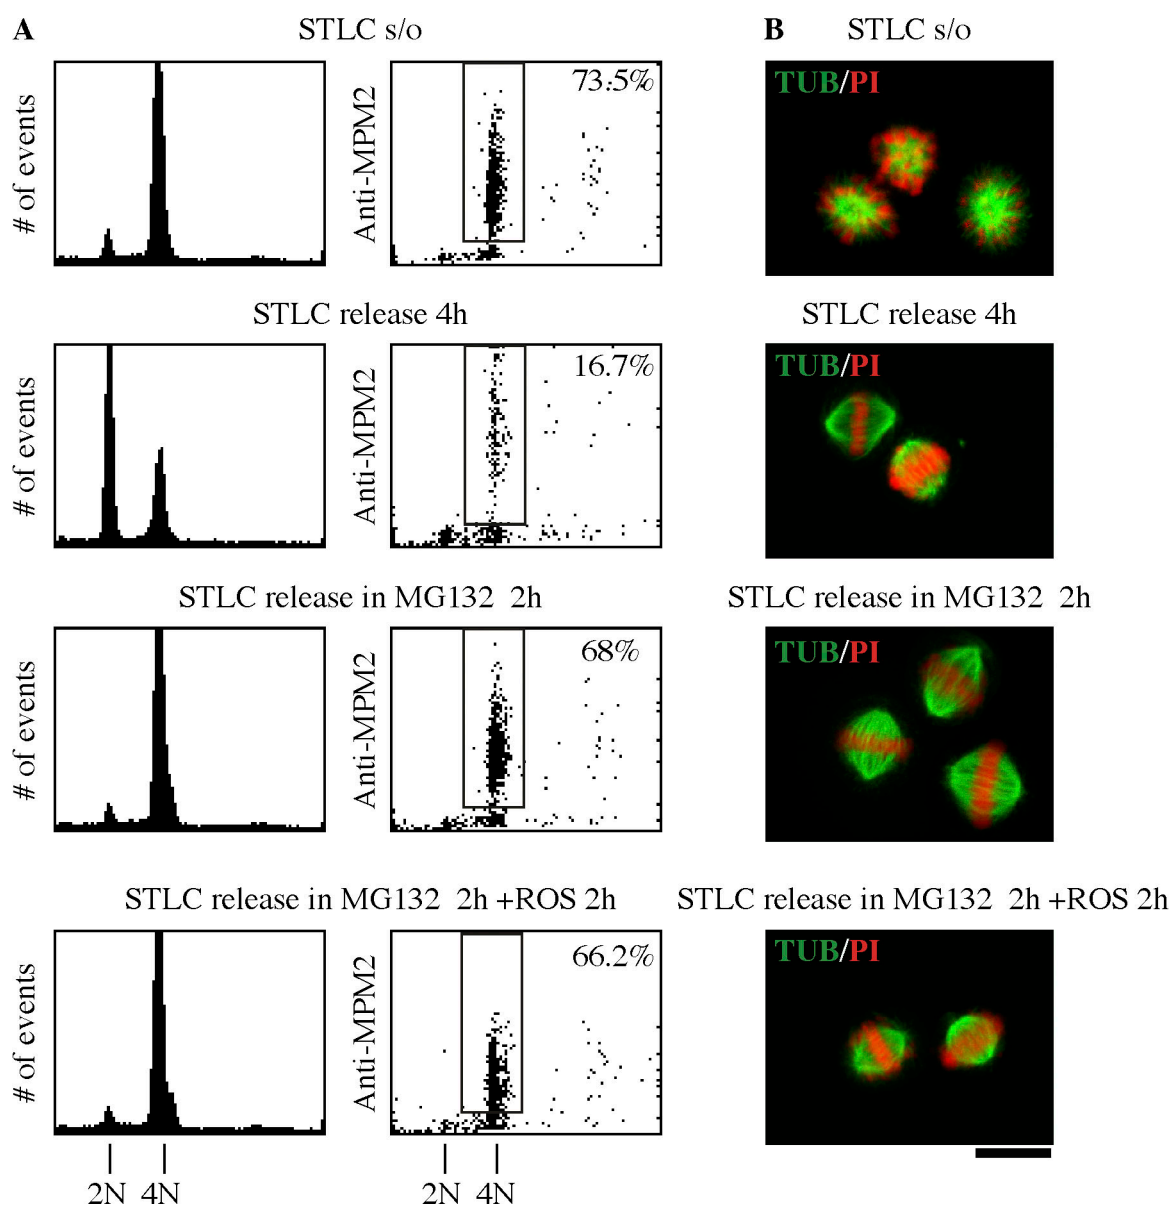 A
STLC s/o
B
STLC s/o
# of events
Anti-MPM2
73.5%
TUB/PI
STLC release 4h
STLC release 4h
# of events
Anti-MPM2
16.7%
TUB/PI
STLC release in MG132 2h
STLC release in MG132 2h
# of events
Anti-MPM2
68%
TUB/PI
STLC release in MG132 2h +ROS 2h
STLC release in MG132 2h +ROS 2h
# of events
Anti-MPM2
66.2%
TUB/PI
2N 4N
2N 4N